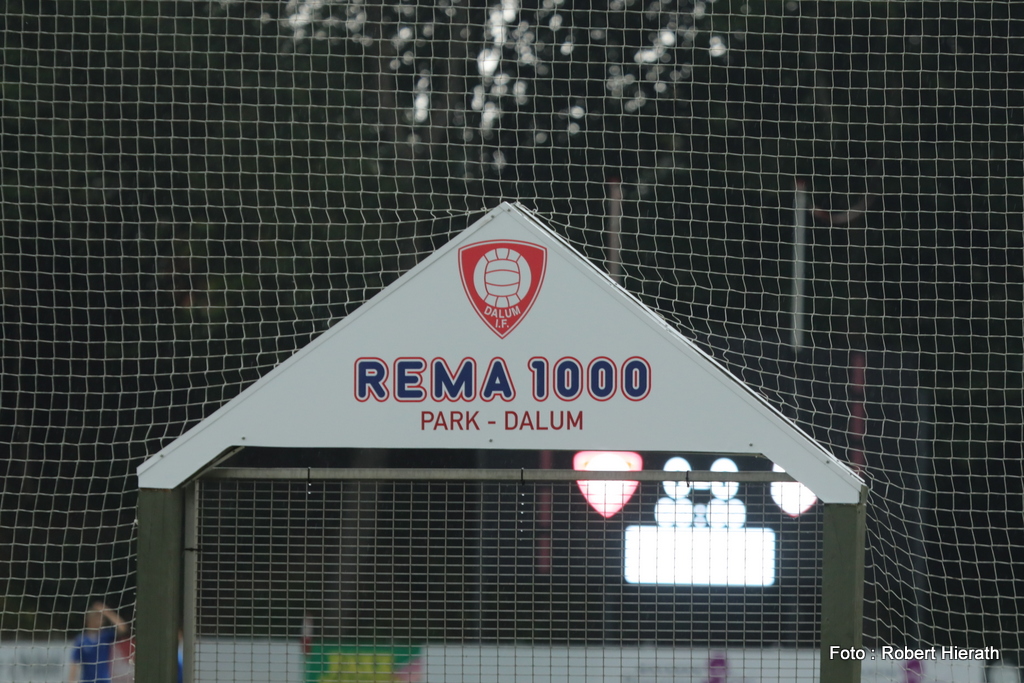 DALUM
I.F.
REMA 1000
PARK - DALUM
Foto : Robert Hierath